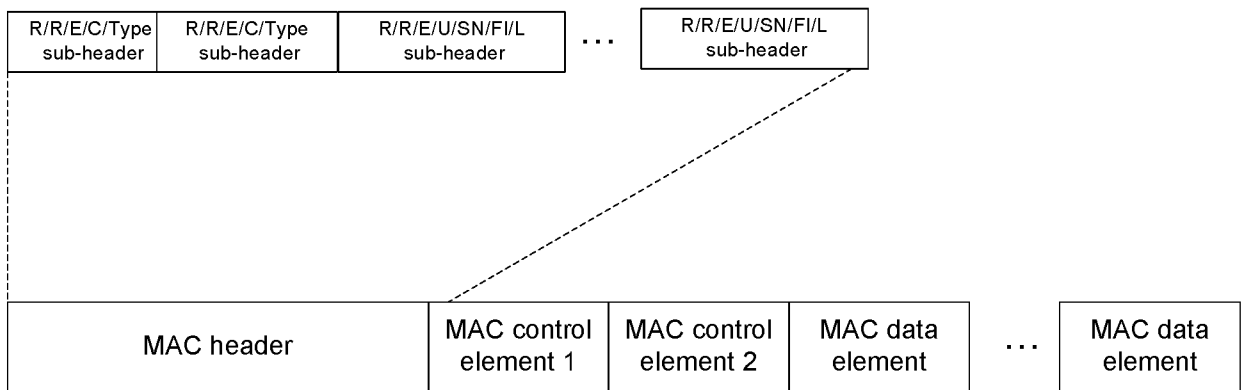 R/R/E/C/Type
sub-header
R/R/E/C/Type
sub-header
R/R/E/U/SN/FI/L
sub-header
...
R/R/E/U/SN/FI/L
sub-header
MAC header
MAC control
element 1
MAC control
element 2
MAC data
element
...
MAC data
element